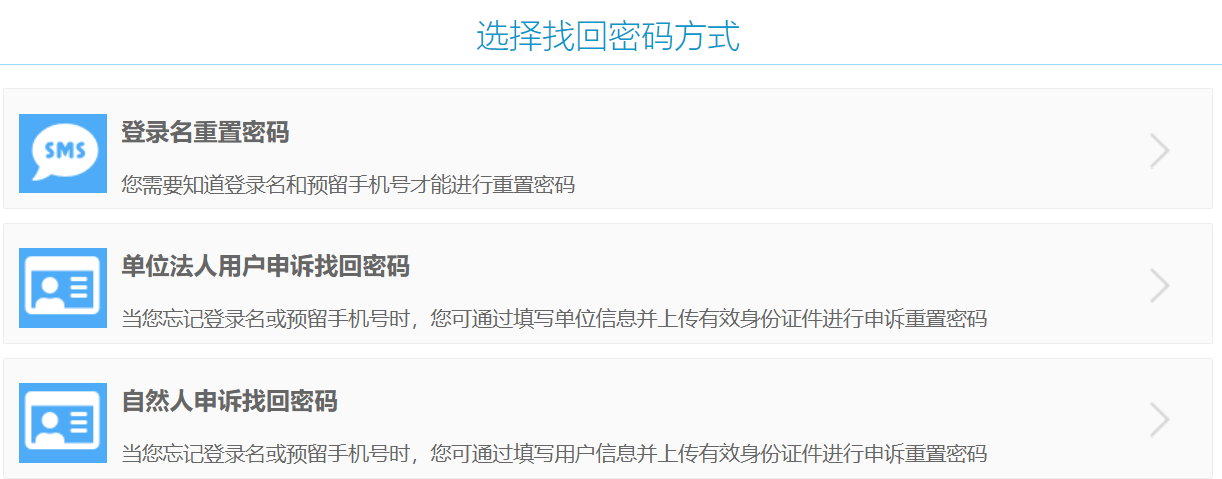 选择找回密码方式
SMS
登录名重置密码
您需要知道登录名和预留手机号才能进行重置密码
单位法人用户申诉找回密码
当您忘记登录名或预留手机号时，您可通过填写单位信息并上传有效身份证件进行申诉重置密码
自然人申诉找回密码
当您忘记登录名或预留手机号时，您可通过填写用户信息并上传有效身份证件进行申诉重置密码